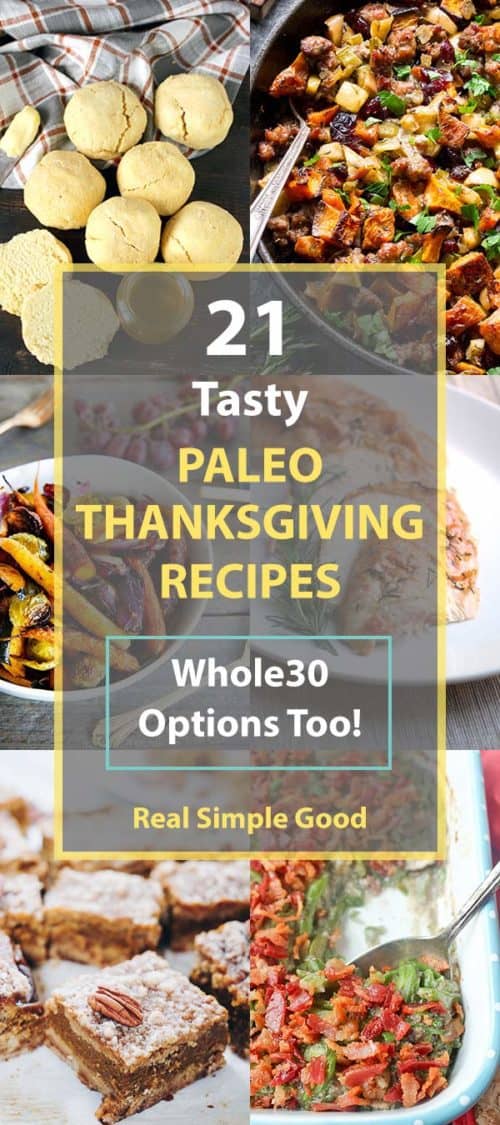 21
Tasty
PALEO
THANKSGIVING
RECIPES
Whole30
Options Too!
Real Simple Good